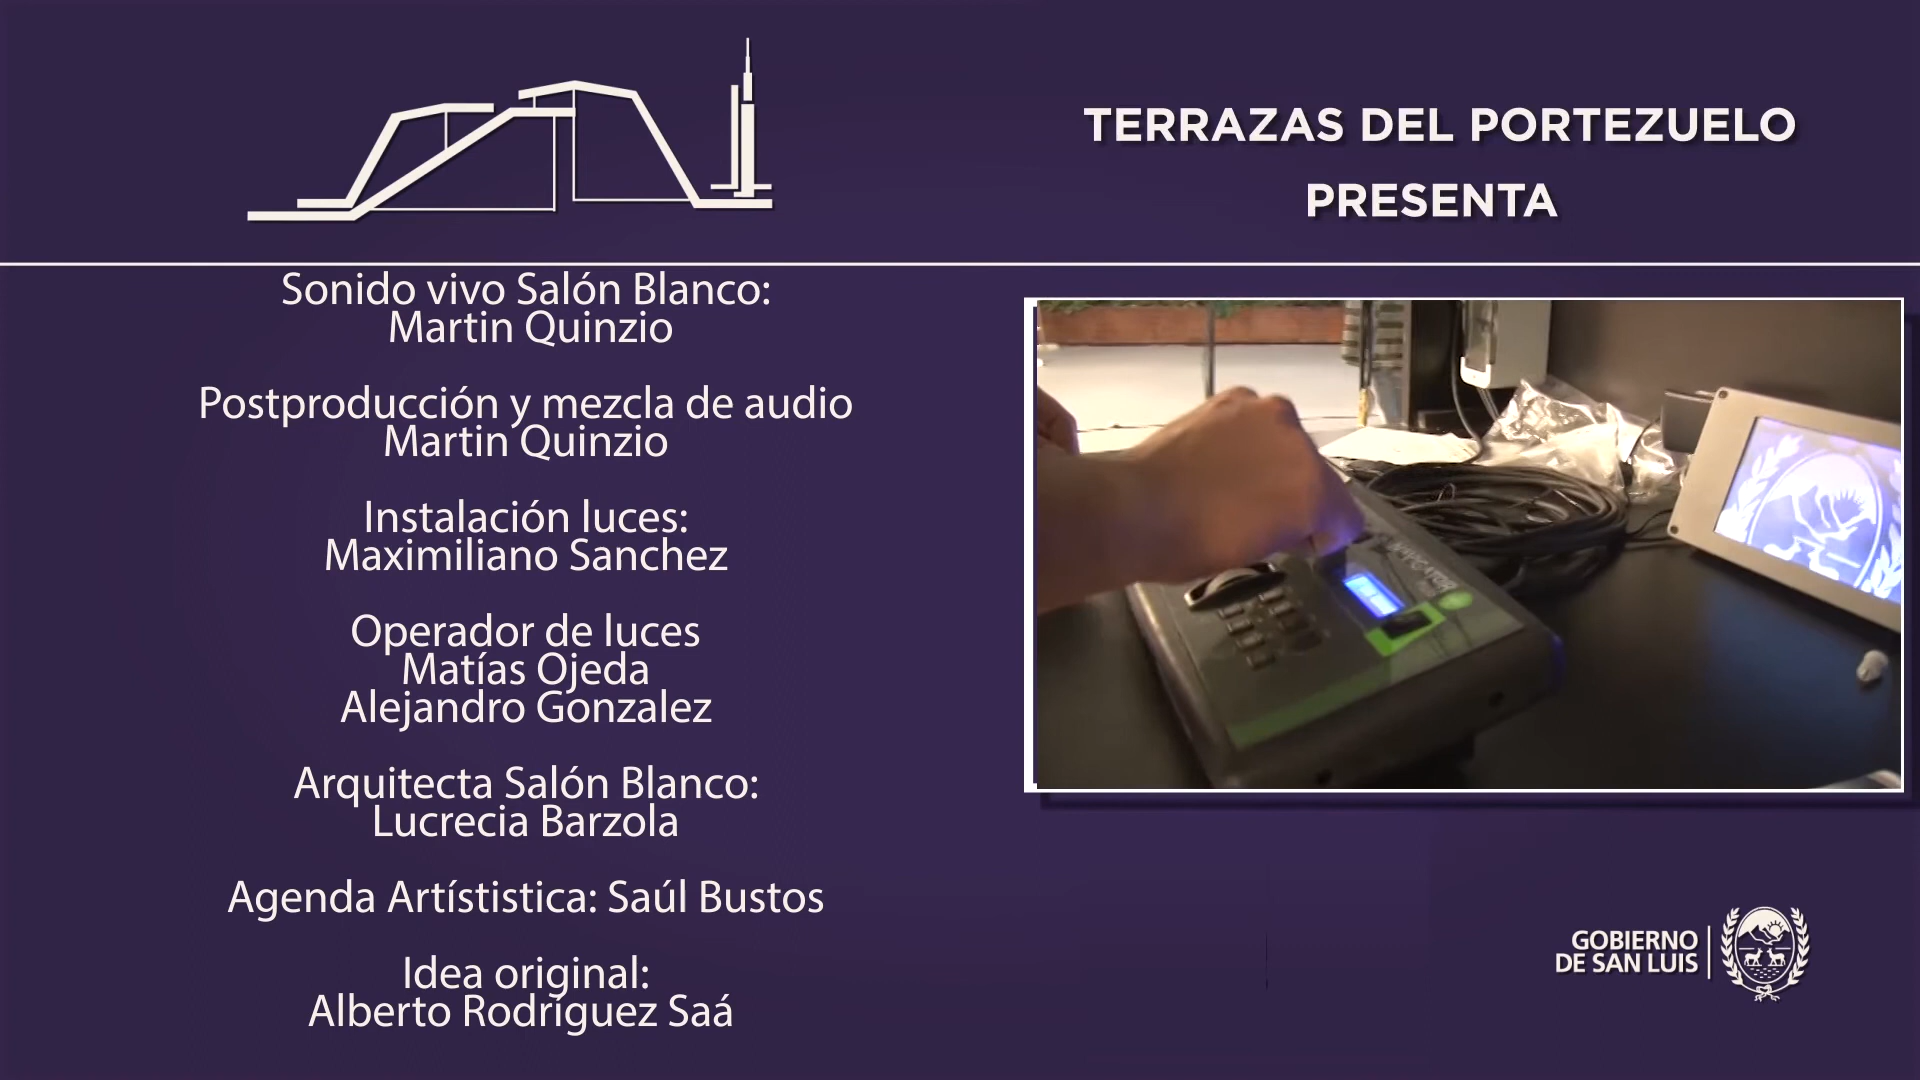 TERRAZAS DEL PORTEZUELO
PRESENTA
Sonido vivo Salón Blanco:
Martin Quinzio
Postproducción y mezcla de audio
Martin Quinzio
Instalación luces:
Maximiliano Sanchez
Operador de luces
Matías Ojeda
Alejandro Gonzalez
Arquitecta Salón Blanco:
Lucrecia Barzola
Agenda Artístistica: Saúl Bustos
Idea original:
Alberto Rodríguez Saá
NAVIGATOR
GOBIERNO
DE SAN LUIS